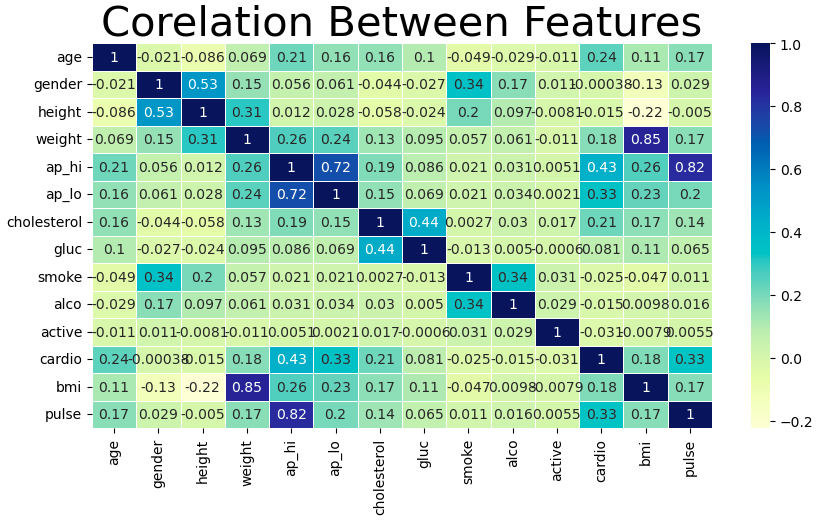 Corelation Between Features
age 1 -0.021 -0.086 0.069 0.21 0.16 0.16 0.1 -0.049 -0.029 -0.011 0.24 0.11 0.17 1.0
gender -0.021 1 0.53 0.15 0.056 0.061 -0.044 -0.027 0.34 0.17 0.011 -0.00038 -0.13 0.029
height -0.086 0.53 1 0.31 0.012 0.028 -0.058 -0.024 0.2 0.097 -0.0081 -0.015 -0.22 -0.005 0.8
weight 0.069 0.15 0.31 1 0.26 0.24 0.13 0.095 0.057 0.061 -0.011 0.18 0.85 0.17
ap_hi 0.21 0.056 0.012 0.26 1 0.72 0.19 0.086 0.021 0.031 0.0051 0.43 0.26 0.82 0.6
ap_lo 0.16 0.061 0.028 0.24 0.72 1 0.15 0.069 0.021 0.034 0.0021 0.33 0.23 0.2
cholesterol 0.16 -0.044 -0.058 0.13 0.19 0.15 1 0.44 0.0027 0.03 0.017 0.21 0.17 0.14 0.4
gluc 0.1 -0.027 -0.024 0.095 0.086 0.069 0.44 1 -0.013 0.005 -0.0006 0.081 0.11 0.065
smoke -0.049 0.34 0.2 0.057 0.021 0.021 0.0027 -0.013 1 0.34 0.031 -0.025 -0.047 0.011
alco -0.029 0.17 0.097 0.061 0.031 0.034 0.03 0.005 0.34 1 0.029 -0.015 0.0098 0.016 0.2
active -0.011 0.011 -0.0081 -0.011 0.0051 0.0021 0.017 -0.0006 0.031 0.029 1 -0.031 -0.0079 0.0055
cardio 0.24 -0.00038 -0.015 0.18 0.43 0.33 0.21 0.081 -0.025 -0.015 -0.031 1 0.18 0.33 0.0
bmi 0.11 -0.13 -0.22 0.85 0.26 0.23 0.17 0.11 -0.047 0.0098 -0.0079 0.18 1 0.17
pulse 0.17 0.029 -0.005 0.17 0.82 0.2 0.14 0.065 0.011 0.016 0.0055 0.33 0.17 1 −0.2
age gender height weight ap_hi ap_lo cholesterol gluc smoke alco active cardio bmi pulse